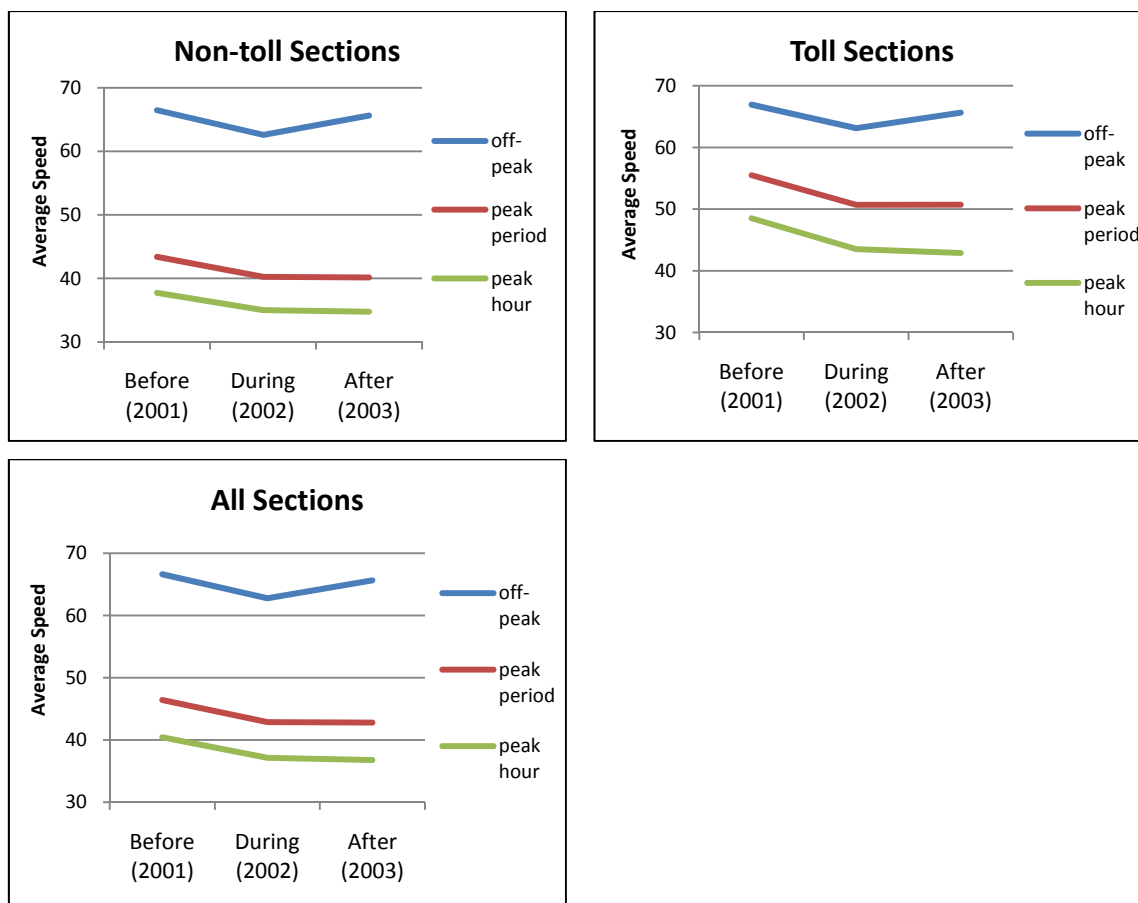 Non-toll Sections
70
60
50
40
30
Average Speed
Before
(2001)
During
(2002)
After
(2003)
off-
peak
peak
period
peak
hour
Toll Sections
70
60
50
40
30
Average Speed
Before
(2001)
During
(2002)
After
(2003)
off-
peak
peak
period
peak
hour
All Sections
70
60
50
40
30
Average Speed
Before
(2001)
During
(2002)
After
(2003)
off-
peak
peak
period
peak
hour